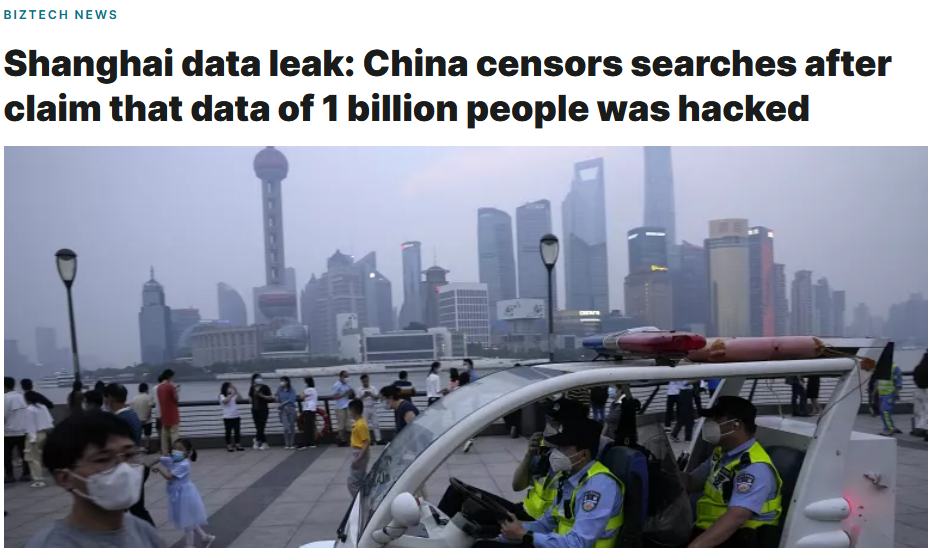 BIZTECH NEWS
Shanghai data leak: China censors searches after
claim that data of 1 billion people was hacked